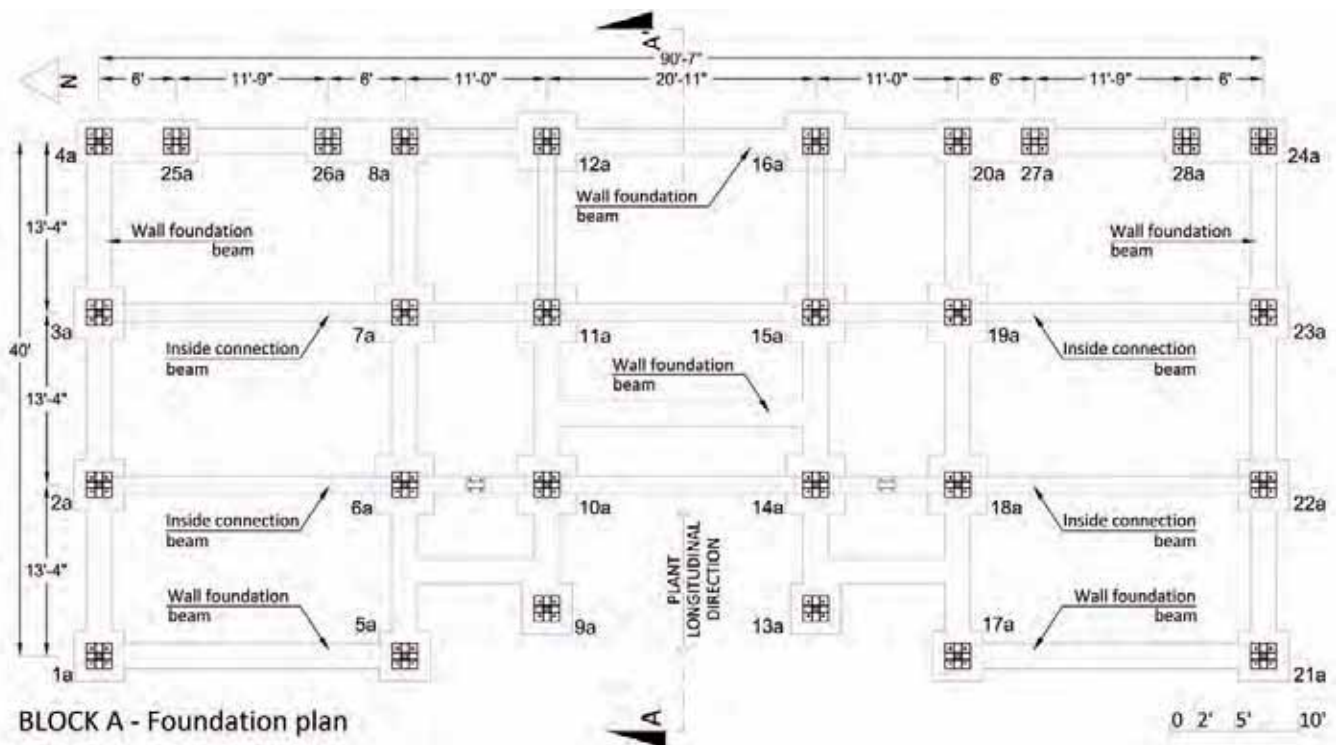 A'
90'-7"
N
6'
11'-9"
6'
11'-0"
20'-11"
11'-0"
6'
11'-9"
6'
4a
25a
26a
8a
12a
16a
20a
27a
28a
24a
Wall foundation
beam
13'-4"
Wall foundation
beam
Wall foundation
beam
3a
7a
11a
15a
19a
23a
40'
Inside connection
beam
Wall foundation
beam
Inside connection
beam
13'-4"
2a
6a
10a
14a
18a
22a
Inside connection
beam
Inside connection
beam
13'-4"
PLANT
LONGITUDINAL
DIRECTION
Wall foundation
beam
Wall foundation
beam
5a
9a
13a
17a
1a
21a
A
BLOCK A - Foundation plan
0 2' 5' 10'